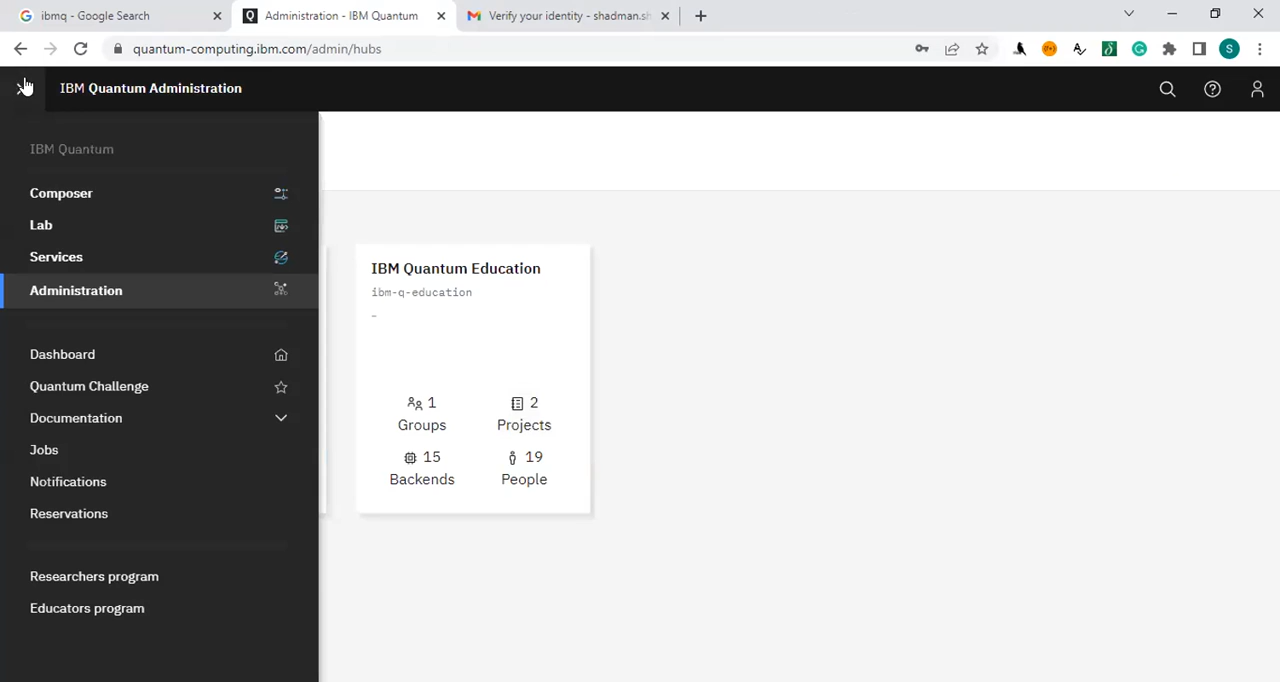 ibmq - Google Search
Administration - IBM Quantum
Verify your identity - shadman.sh
quantum-computing.ibm.com/admin/hubs
S
IBM Quantum Administration
IBM Quantum
Composer
Lab
Services
Administration
Dashboard
Quantum Challenge
Documentation
Jobs
Notifications
Reservations
Researchers program
Educators program
IBM Quantum Education
ibm-q-education
-
1 2
Groups Projects
15 19
Backends People